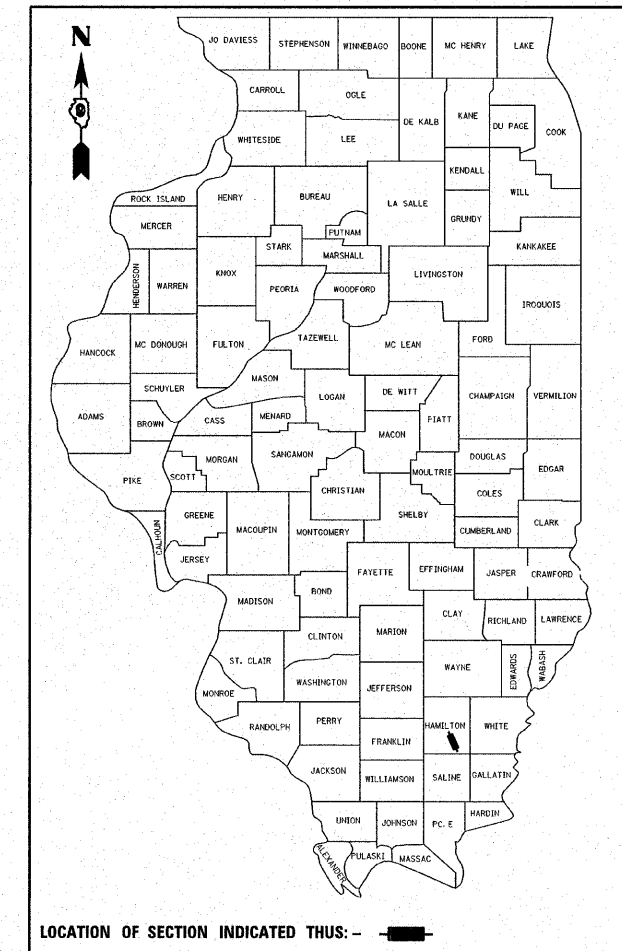 N
JO DAVIESS
STEPHENSON
WINNEBAGO
BOONE
MC HENRY
LAKE
CARROLL
OGLE
DE KALB
KANE
DU PAGE
COOK
WHITESIDE
LEE
KENDALL
WILL
ROCK ISLAND
HENRY
BUREAU
LA SALLE
GRUNDY
MERCER
PUTNAM
STARK
MARSHALL
KANKAKEE
HENDERSON
WARREN
KNOX
PEORIA
WOODFORD
LIVINGSTON
IROQUOIS
HANCOCK
MC DONOUGH
FULTON
TAZEWELL
MC LEAN
FORD
SCHUYLER
MASON
LOGAN
DE WITT
CHAMPAIGN
VERMILION
ADAMS
BROWN
CASS
MENARD
PIATT
MACON
PIKE
SCOTT
MORGAN
SANGAMON
MOULTRIE
DOUGLAS
EDGAR
CHRISTIAN
COLES
CALHOUN
GREENE
MACOUPIN
MONTGOMERY
SHELBY
CUMBERLAND
CLARK
JERSEY
FAYETTE
EFFINGHAM
JASPER
CRAWFORD
MADISON
BOND
CLAY
RICHLAND
LAWRENCE
CLINTON
MARION
ST. CLAIR
WAYNE
EDWARDS
WABASH
WASHINGTON
JEFFERSON
MONROE
RANDOLPH
PERRY
HAMILTON
WHITE
FRANKLIN
JACKSON
WILLIAMSON
SALINE
GALLATIN
UNION
JOHNSON
PC. E
HARDIN
ALEXANDER
PULASKI
MASSAC
LOCATION OF SECTION INDICATED THUS: -